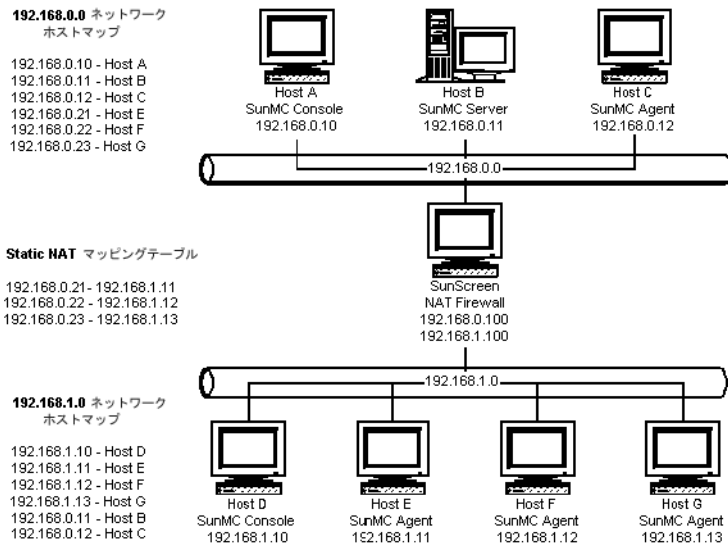 192.168.0.0 ネットワーク
ホストマップ
192.168.0.10 - Host A
192.168.0.11 - Host B
192.168.0.12 - Host C
192.168.0.21 - Host E
192.168.0.22 - Host F
192.168.0.23 - Host G
Host A
SunMC Console
192.168.0.10
Host B
SunMC Server
192.168.0.11
Host C
SunMC Agent
192.168.0.12
192.168.0.0
Static NAT マッピングテーブル
192.168.0.21- 192.168.1.11
192.168.0.22 - 192.168.1.12
192.168.0.23 - 192.168.1.13
SunScreen
NAT Firewall
192.168.0.100
192.168.1.100
192.168.1.0
192.168.1.0 ネットワーク
ホストマップ
192.168.1.10 - Host D
192.168.1.11 - Host E
192.168.1.12 - Host F
192.168.1.13 - Host G
192.168.0.11 - Host B
192.168.0.12 - Host C
Host D
SunMC Console
192.168.1.10
Host E
SunMC Agent
192.168.1.11
Host F
SunMC Agent
192.168.1.12
Host G
SunMC Agent
192.168.1.13